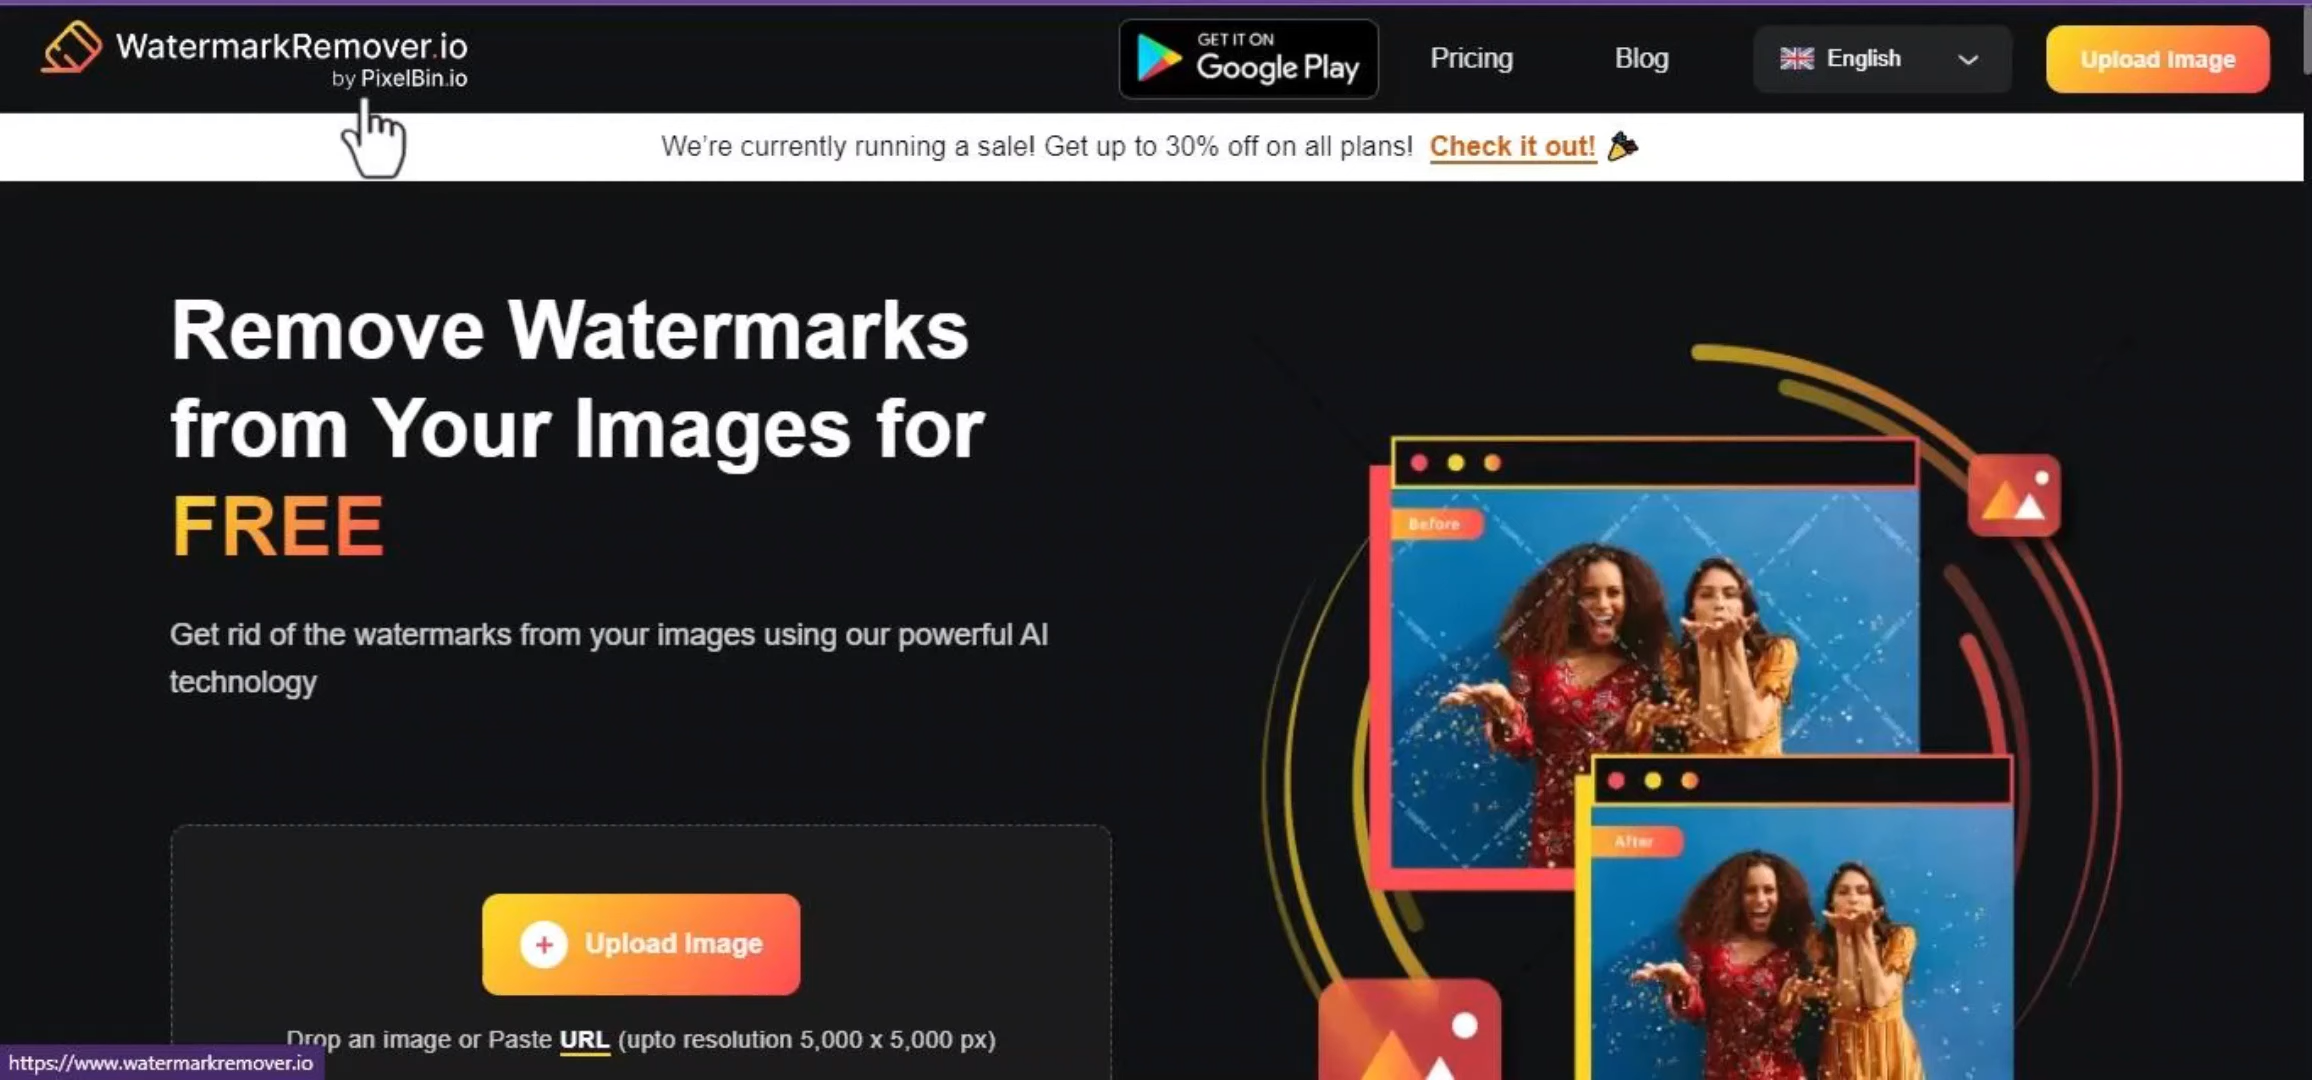 WatermarkRemover.io
by PixelBin.io
GET IT ON
Google Play
Pricing
Blog
English
Upload Image
We're currently running a sale! Get up to 30% off on all plans! Check it out!
Remove Watermarks
from Your Images for
FREE
Get rid of the watermarks from your images using our powerful AI
technology
Before
After
Upload Image
Drop an image or Paste URL (upto resolution 5,000 x 5,000 px)
https://www.watermarkremover.io